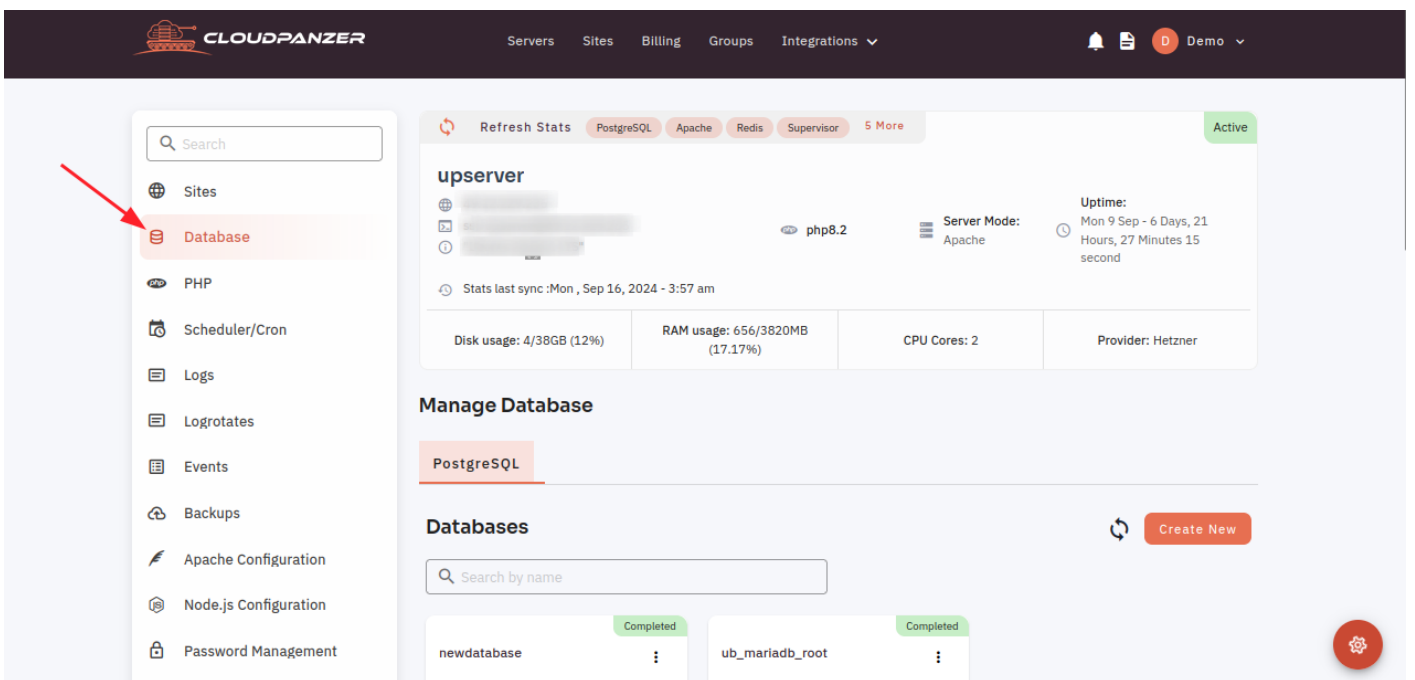 CLOUDPANZER
Servers Sites Billing Groups Integrations
D Demo
Search
Sites
Database
php PHP
Scheduler/Cron
Logs
Logrotates
Events
Backups
Apache Configuration
JS Node.js Configuration
Password Management
Refresh Stats PostgreSQL Apache Redis Supervisor 5 More
Active
upserver
php php8.2
Server Mode:
Apache
Uptime:
Mon 9 Sep - 6 Days, 21
Hours, 27 Minutes 15
second
Stats last sync :Mon , Sep 16, 2024 - 3:57 am
Disk usage: 4/38GB (12%)
RAM usage: 656/3820MB
(17.17%)
CPU Cores: 2
Provider: Hetzner
Manage Database
PostgreSQL
Databases
Create New
Search by name
Completed
newdatabase
Completed
ub_mariadb_root